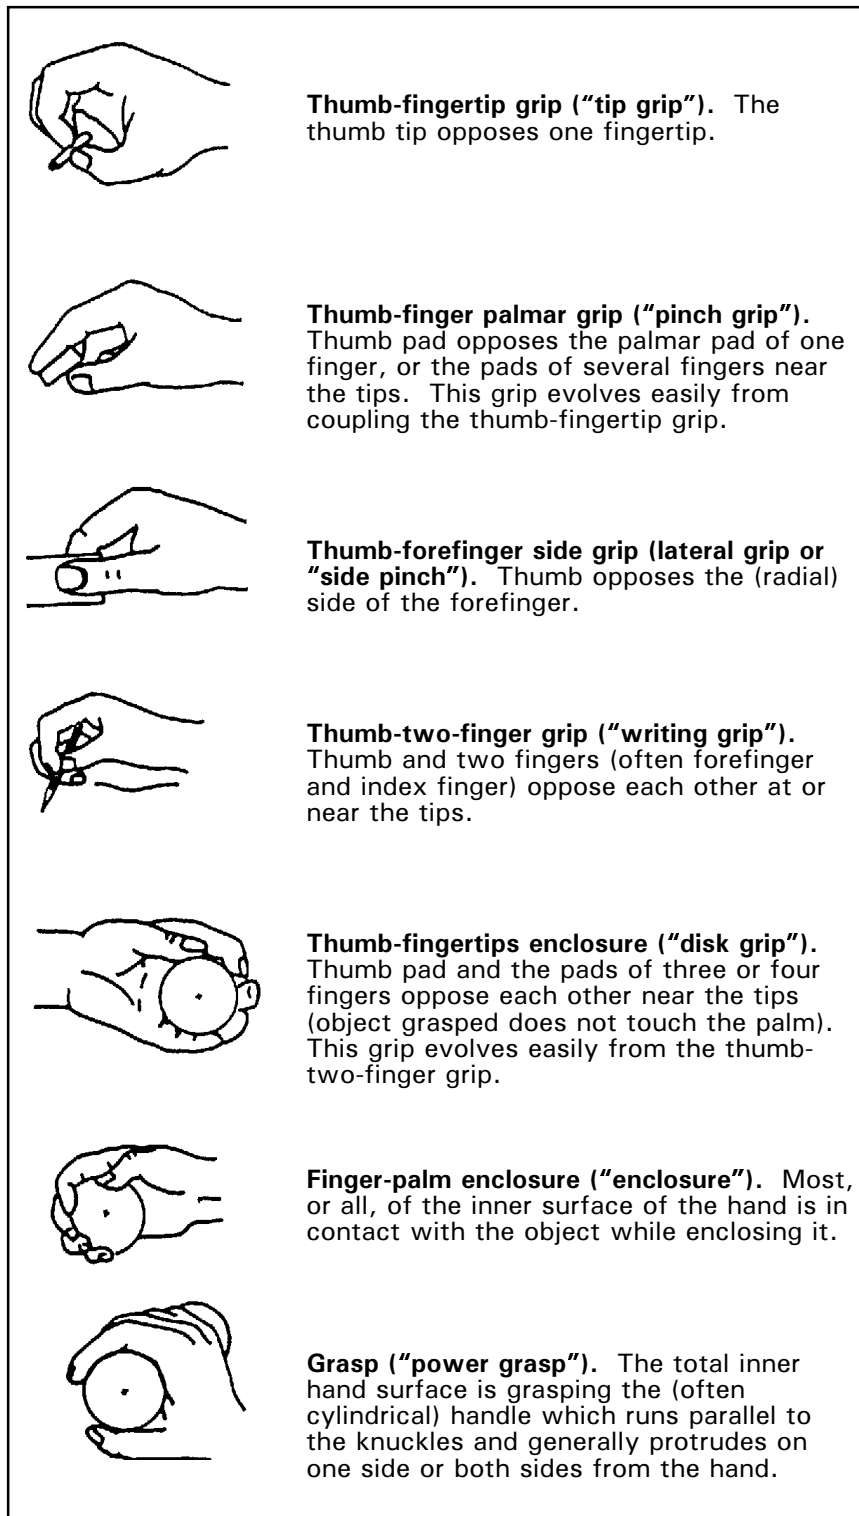 Thumb-fingertip grip (“tip grip”).  The
thumb tip opposes one fingertip.
Thumb-finger palmar grip (“pinch grip”).
Thumb pad opposes the palmar pad of one
finger, or the pads of several fingers near
the tips.  This grip evolves easily from
coupling the thumb-fingertip grip.
Thumb-forefinger side grip (lateral grip or
“side pinch”).  Thumb opposes the (radial)
side of the forefinger.
Thumb-two-finger grip (“writing grip”).
Thumb and two fingers (often forefinger
and index finger) oppose each other at or
near the tips.
Thumb-fingertips enclosure (“disk grip”).
Thumb pad and the pads of three or four
fingers oppose each other near the tips
(object grasped does not touch the palm).
This grip evolves easily from the thumb-
two-finger grip.
Finger-palm enclosure (“enclosure”).  Most,
or all, of the inner surface of the hand is in
contact with the object while enclosing it.
Grasp (“power grasp”).  The total inner
hand surface is grasping the (often
cylindrical) handle which runs parallel to
the knuckles and generally protrudes on
one side or both sides from the hand.